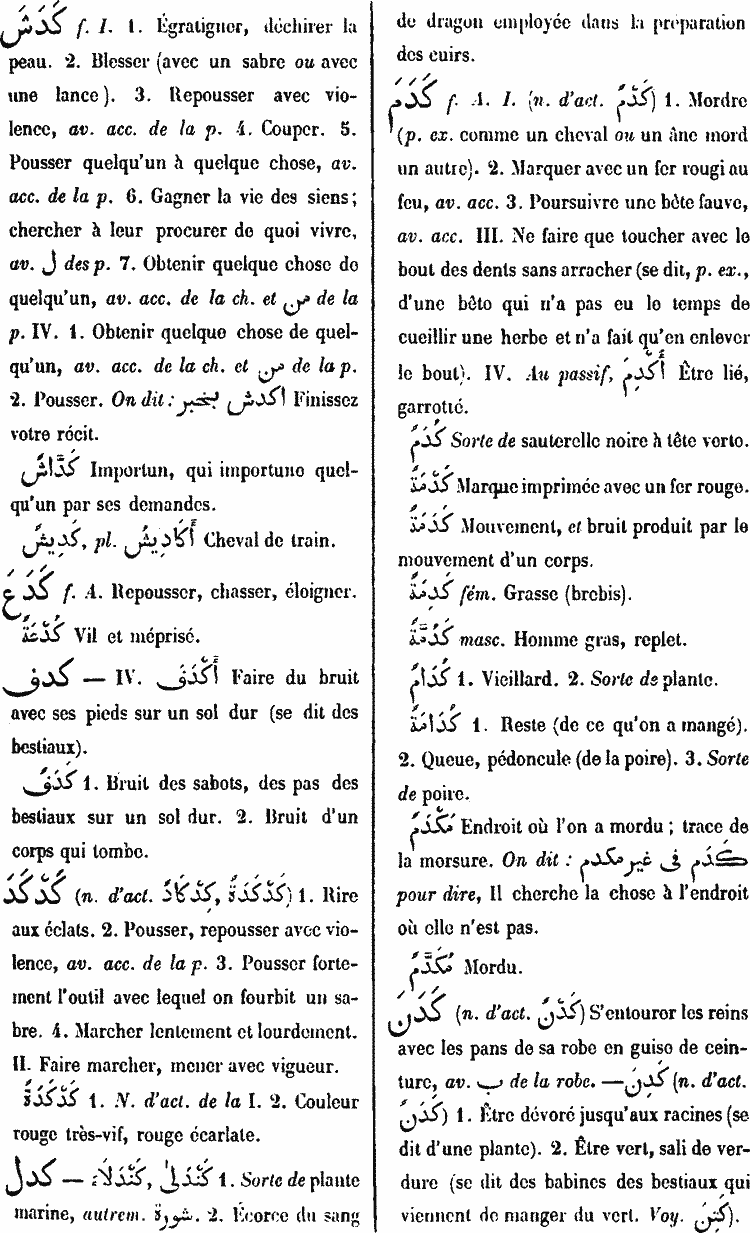 كَدَشَ f. I. 1. Égratigner, déchirer la
peau. 2. Blesser (avec un sabre ou avec
une lance). 3. Repousser avec vio-
lence, av. acc. de la p. 4. Couper. 5.
Pousser quelqu'un à quelque chose, av.
acc. de la p. 6. Gagner la vie des siens;
chercher à leur procurer de quoi vivre,
av. ل des p. 7. Obtenir quelque chose de
quelqu'un, av. acc. de la ch. et من de la
p. IV. 1. Obtenir quelque chose de quel-
qu'un, av. acc. de la ch. et من de la p.
2. Pousser. On dit : اكدش بخبر Finissez
votre récit.
كَدَّاشٌ Importun, qui importune quel-
qu'un par ses demandes.
كَدِيشٌ, pl. أَكَادِيشُ Cheval de train.
كَدَعَ f. A. Repousser, chasser, éloigner.
كَدْعَةٌ Vil et méprisé.
كدف — IV. أَكْدَفَ Faire du bruit
avec ses pieds sur un sol dur (se dit des
bestiaux).
كَدَفٌ 1. Bruit des sabots, des pas des
bestiaux sur un sol dur. 2. Bruit d'un
corps qui tombe.
كَدْكَدَ (n. d'act. كَدْكَدَةٌ, كِدْكَادٌ) 1. Rire
aux éclats. 2. Pousser, repousser avec vio-
lence, av. acc. de la p. 3. Pousser forte-
ment l'outil avec lequel on fourbit un sa-
bre. 4. Marcher lentement et lourdement.
II. Faire marcher, mener avec vigueur.
كَدْكَدَةٌ 1. N. d'act. de la I. 2. Couleur
rouge très-vif, rouge écarlate.
كدل — كَنْدَلَاءُ, كَنْدَلَى 1. Sorte de plante
marine, autrem. شورة. 2. Écorce du sang
de dragon employée dans la préparation
des cuirs.
كَدَمَ f. A. I. (n. d'act. كَدْمٌ) 1. Mordre
(p. ex. comme un cheval ou un âne mord
un autre). 2. Marquer avec un fer rougi au
feu, av. acc. 3. Poursuivre une bête fauve,
av. acc. III. Ne faire que toucher avec le
bout des dents sans arracher (se dit, p. ex.,
d'une bête qui n'a pas eu le temps de
cueillir une herbe et n'a fait qu'en enlever
le bout). IV. Au passif, أُكْدِمَ Être lié,
garrotté.
كُدَمٌ Sorte de sauterelle noire à tête verte.
كَدْمَةٌ Marque imprimée avec un fer rouge.
كَدَمَةٌ Mouvement, et bruit produit par le
mouvement d'un corps.
كَدِمَةٌ fém. Grasse (brebis).
كُدُمَّةٌ masc. Homme gras, replet.
كُدَامٌ 1. Vieillard. 2. Sorte de plante.
كُدَامَةٌ 1. Reste (de ce qu'on a mangé).
2. Queue, pédoncule (de la poire). 3. Sorte
de poire.
مَكْدَمٌ Endroit où l'on a mordu ; trace de
la morsure. On dit : كدم فى غير مكدم
pour dire, Il cherche la chose à l'endroit
où elle n'est pas.
مُكَدَّمٌ Mordu.
كَدَنَ (n. d'act. كَدْنٌ) S'entourer les reins
avec les pans de sa robe en guise de cein-
ture, av. ب de la robe. — كَدِنَ (n. d'act.
كَدَنٌ) 1. Être dévoré jusqu'aux racines (se
dit d'une plante). 2. Être vert, sali de ver-
dure (se dit des babines des bestiaux qui
viennent de manger du vert. Voy. كَتِنَ).